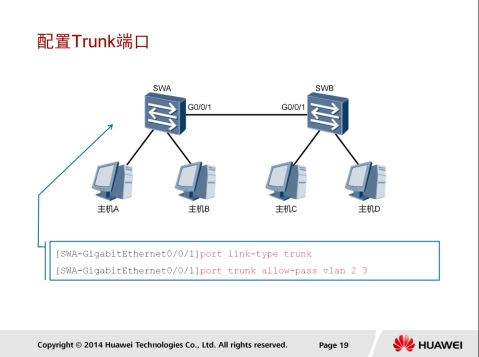 配置Trunk端口
SWA
SWB
G0/0/1
G0/0/1
主机A
主机B
主机C
主机D
[SWA-GigabitEthernet0/0/1]port link-type trunk
[SWA-GigabitEthernet0/0/1]port trunk allow-pass vlan 2 3
Copyright © 2014 Huawei Technologies Co., Ltd. All rights reserved.
Page 19
HUAWEI